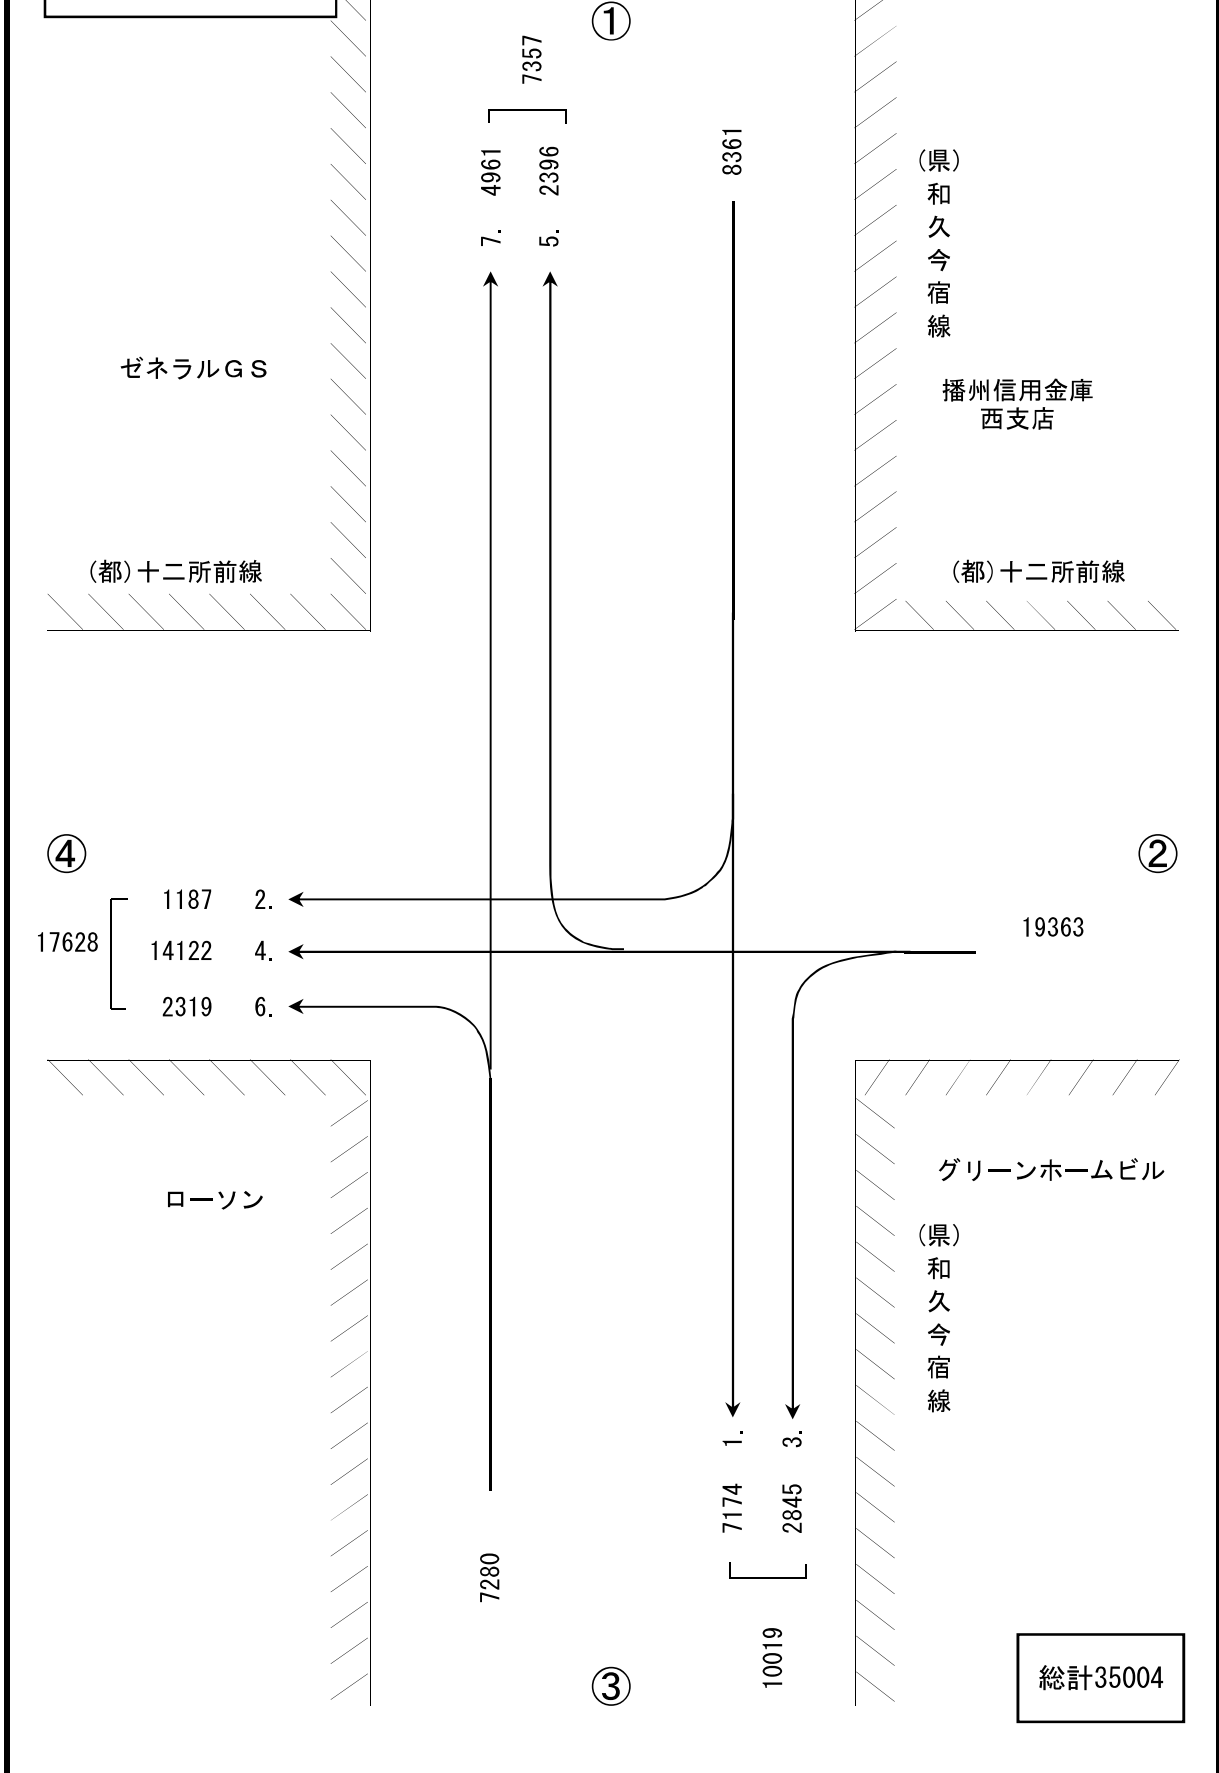 ①
7357
4961
2396
8361
7.
5.
(県)
和
久
今
宿
線
ゼネラルGS
播州信用金庫
西支店
(都)十二所前線
(都)十二所前線
④
②
1187 2.
17628
14122 4.
2319 6.
19363
ローソン
グリーンホームビル
(県)
和
久
今
宿
線
1.
3.
7174
2845
7280
10019
③
総計35004